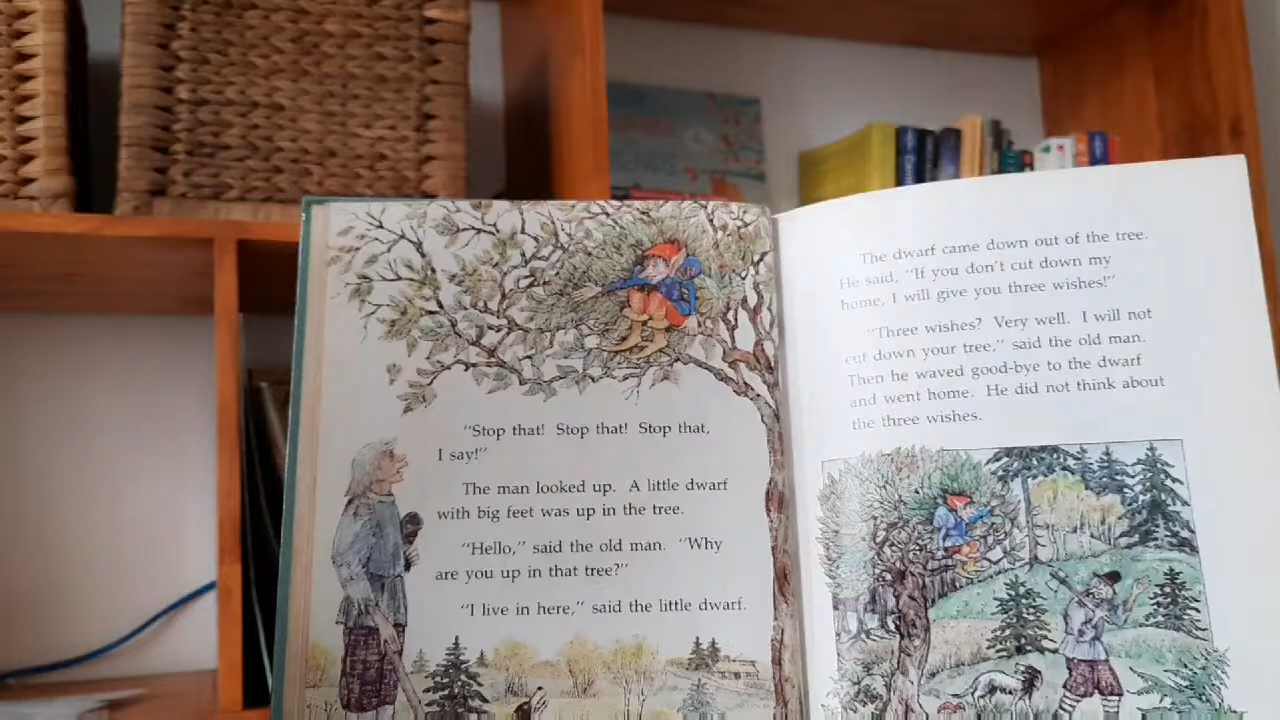 "Stop that! Stop that! Stop that,
I say!"
The man looked up. A little dwarf
with big feet was up in the tree.
"Hello," said the old man. "Why
are you up in that tree?"
"I live in here," said the little dwarf.
The dwarf came down out of the tree.
He said, "If you don't cut down my
home, I will give you three wishes!"
"Three wishes? Very well. I will not
cut down your tree," said the old man.
Then he waved good-bye to the dwarf
and went home. He did not think about
the three wishes.